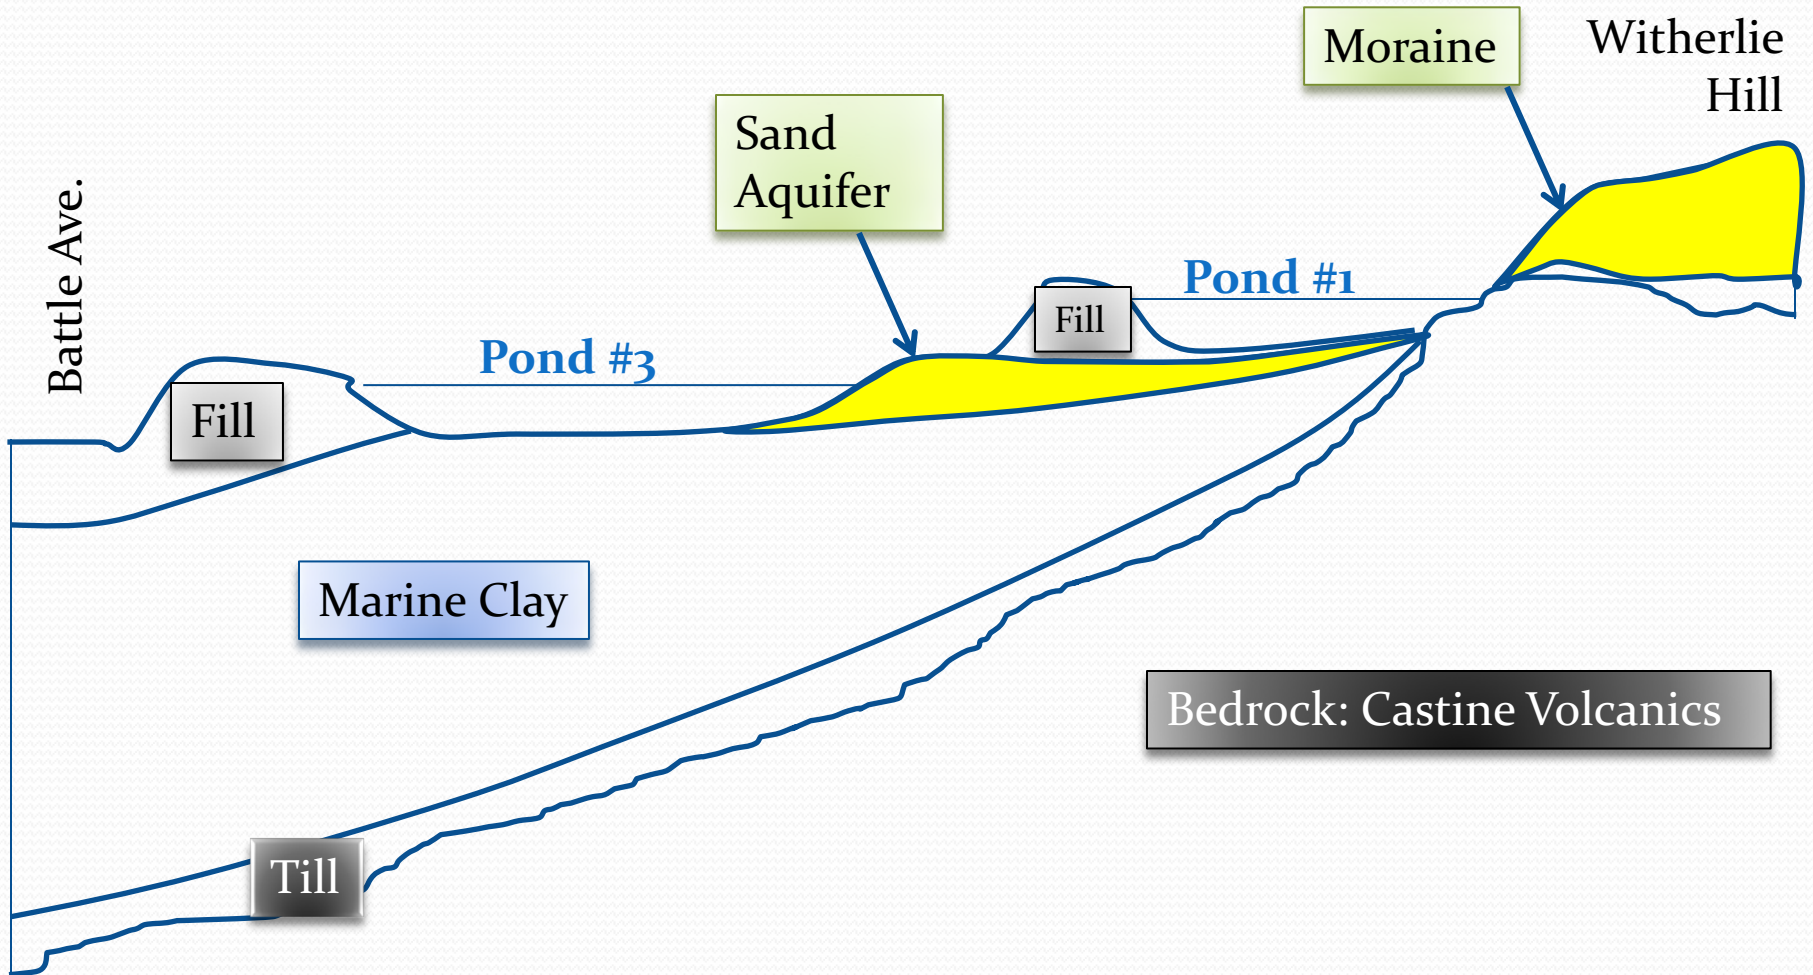 Moraine
Witherlie
Hill
Sand
Aquifer
Battle Ave.
Pond #1
Fill
Pond #3
Fill
Marine Clay
Bedrock: Castine Volcanics
Till